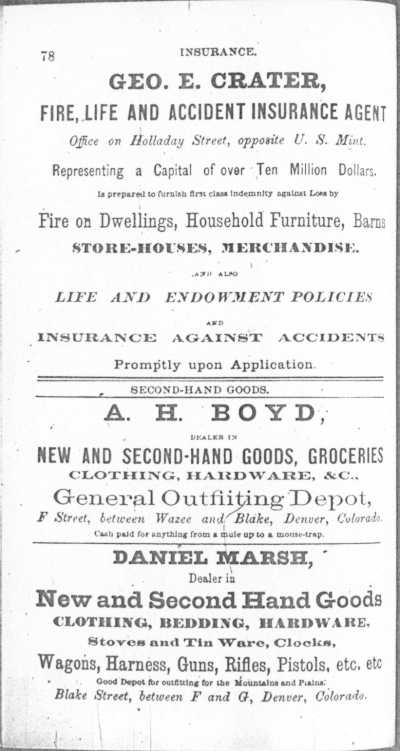 78
INSURANCE.
GEO. E. CRATER,
FIRE, LIFE AND ACCIDENT INSURANCE AGENT
Office on Holladay Street, opposite U. S. Mint.
Representing a Capital of over Ten Million Dollars.
Is prepared to furnish first class indemnity against Loss by
Fire on Dwellings, Household Furniture, Barns
STORE-HOUSES, MERCHANDISE.
AND ALSO
LIFE AND ENDOWMENT POLICIES
AND
INSURANCE AGAINST ACCIDENTS
Promptly upon Application.
SECOND-HAND GOODS.
A. H. BOYD,
DEALER IN
NEW AND SECOND-HAND GOODS, GROCERIES
CLOTHING, HARDWARE, &C.,
General Outfiiting Depot,
F Street, between Wazee and Blake, Denver, Colorado.
Cash paid for anything from a mule up to a mouse-trap.
DANIEL MARSH,
Dealer in
New and Second Hand Goods
CLOTHING, BEDDING, HARDWARE,
Stoves and Tin Ware, Clocks,
Wagons, Harness, Guns, Rifles, Pistols, etc. etc
Good Depot for outfitting for the Mountains and Plains.
Blake Street, between F and G, Denver, Colorado.